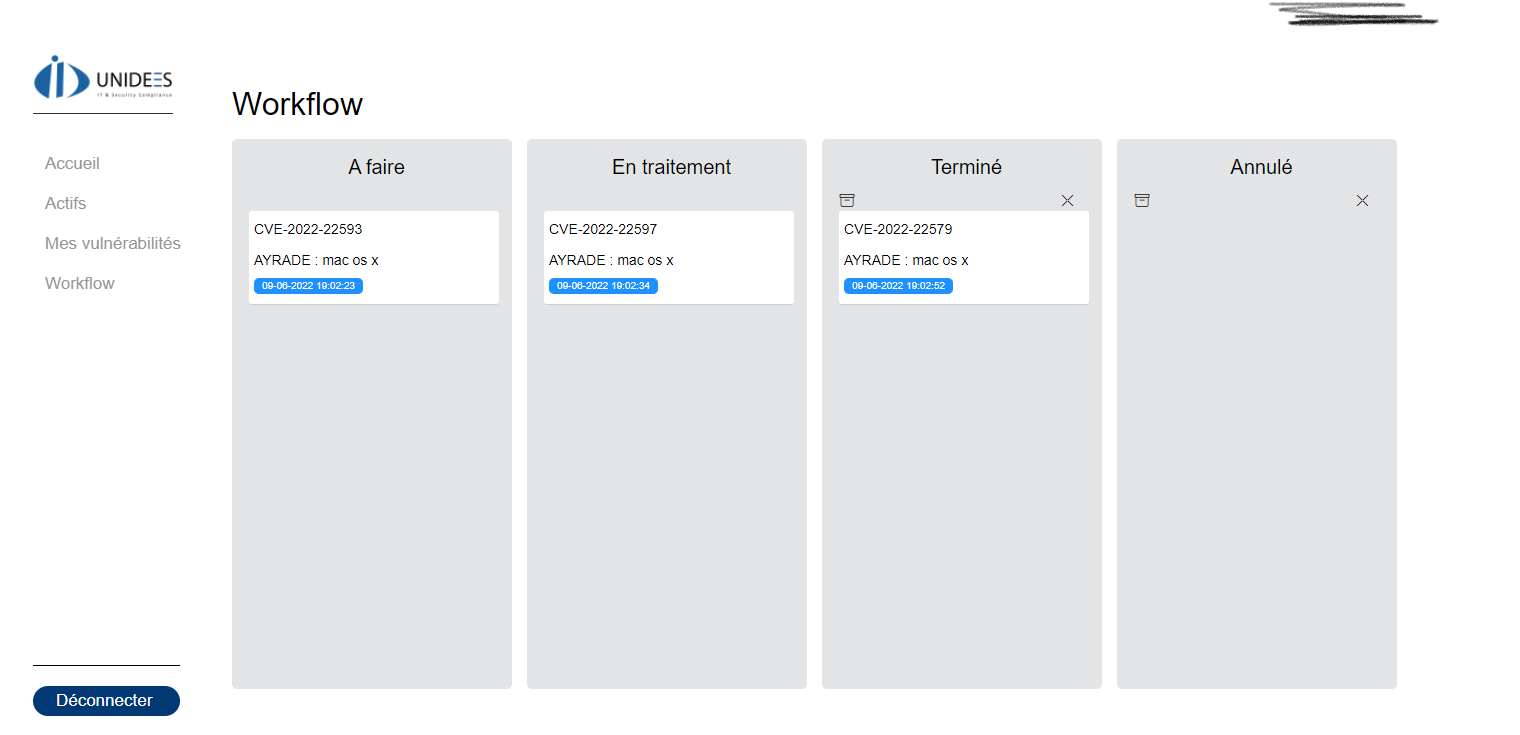 UNIDEES
IT & Security Compliance
Accueil
Actifs
Mes vulnérabilités
Workflow
Déconnecter
Workflow
A faire
CVE-2022-22593
AYRADE : mac os x
09-06-2022 19:02:23
En traitement
CVE-2022-22597
AYRADE : mac os x
09-06-2022 19:02:34
Terminé
CVE-2022-22579
AYRADE : mac os x
09-06-2022 19:02:52
Annulé